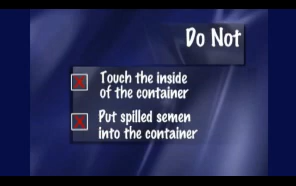 Do Not
Touch the inside
of the container
Put spilled semen
into the container